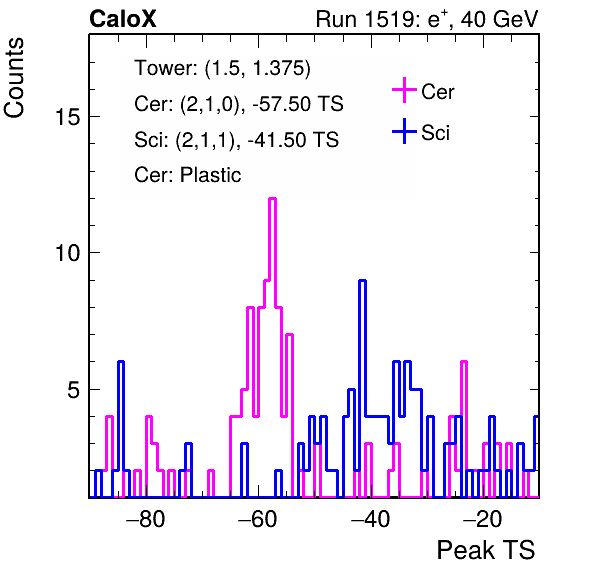 CaloX Run 1519: e⁺, 40 GeV
Counts
Tower: (1.5, 1.375)
Cer: (2,1,0), -57.50 TS
Sci: (2,1,1), -41.50 TS
Cer: Plastic
Cer
Sci
15
10
5
−80 −60 −40 −20
Peak TS